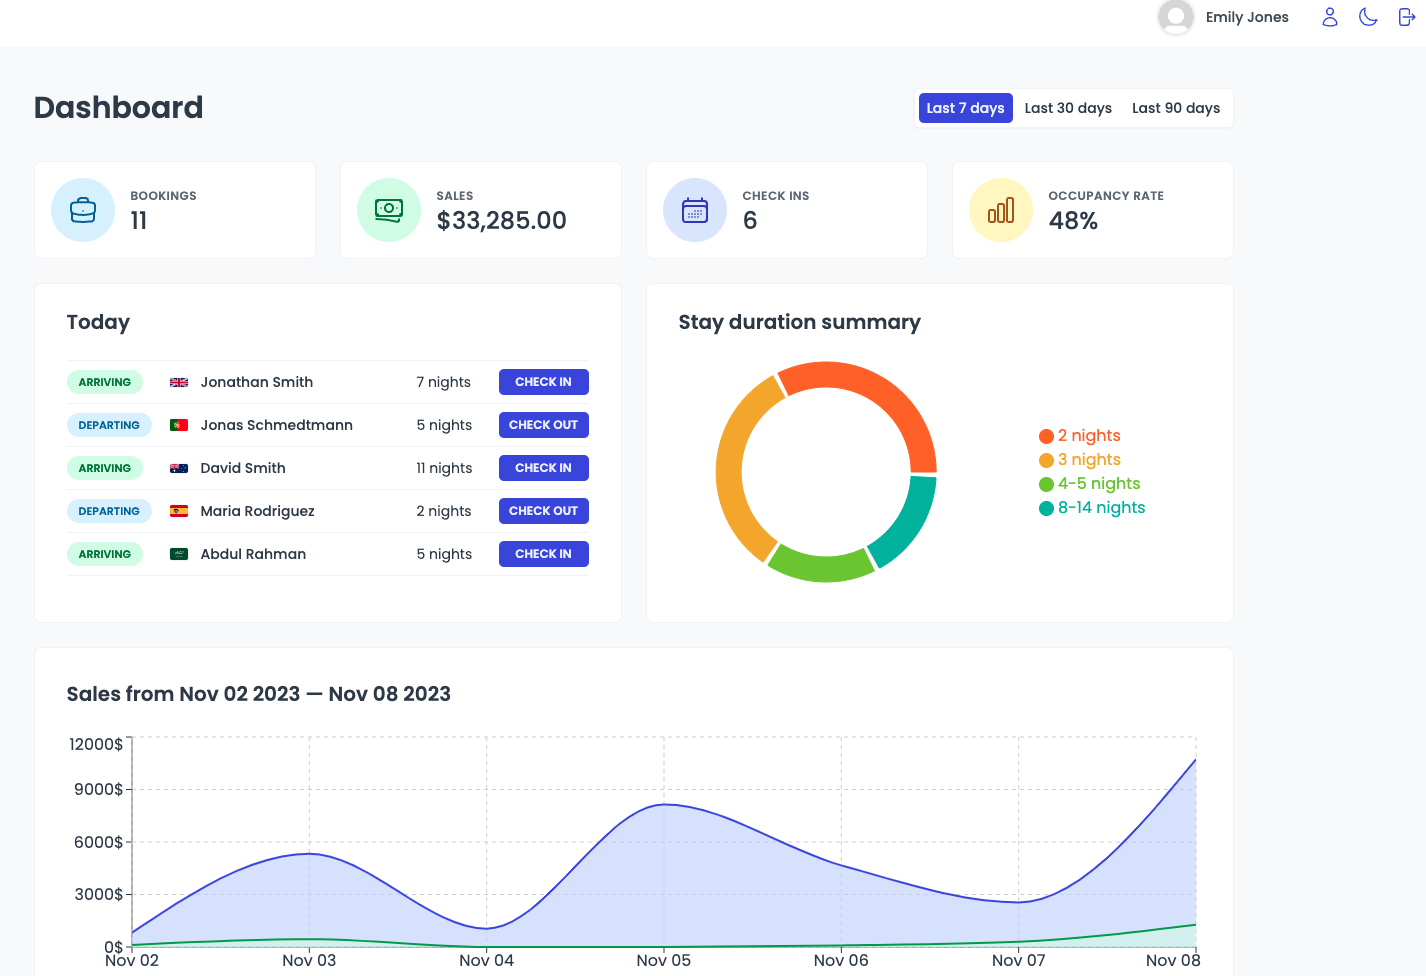 Emily Jones
Dashboard
Last 7 days Last 30 days Last 90 days
BOOKINGS
11
SALES
$33,285.00
CHECK INS
6
OCCUPANCY RATE
48%
Today
ARRIVING Jonathan Smith 7 nights CHECK IN
DEPARTING Jonas Schmedtmann 5 nights CHECK OUT
ARRIVING David Smith 11 nights CHECK IN
DEPARTING Maria Rodriguez 2 nights CHECK OUT
ARRIVING Abdul Rahman 5 nights CHECK IN
Stay duration summary
2 nights
3 nights
4-5 nights
8-14 nights
Sales from Nov 02 2023 — Nov 08 2023
12000$
9000$
6000$
3000$
0$
Nov 02 Nov 03 Nov 04 Nov 05 Nov 06 Nov 07 Nov 08